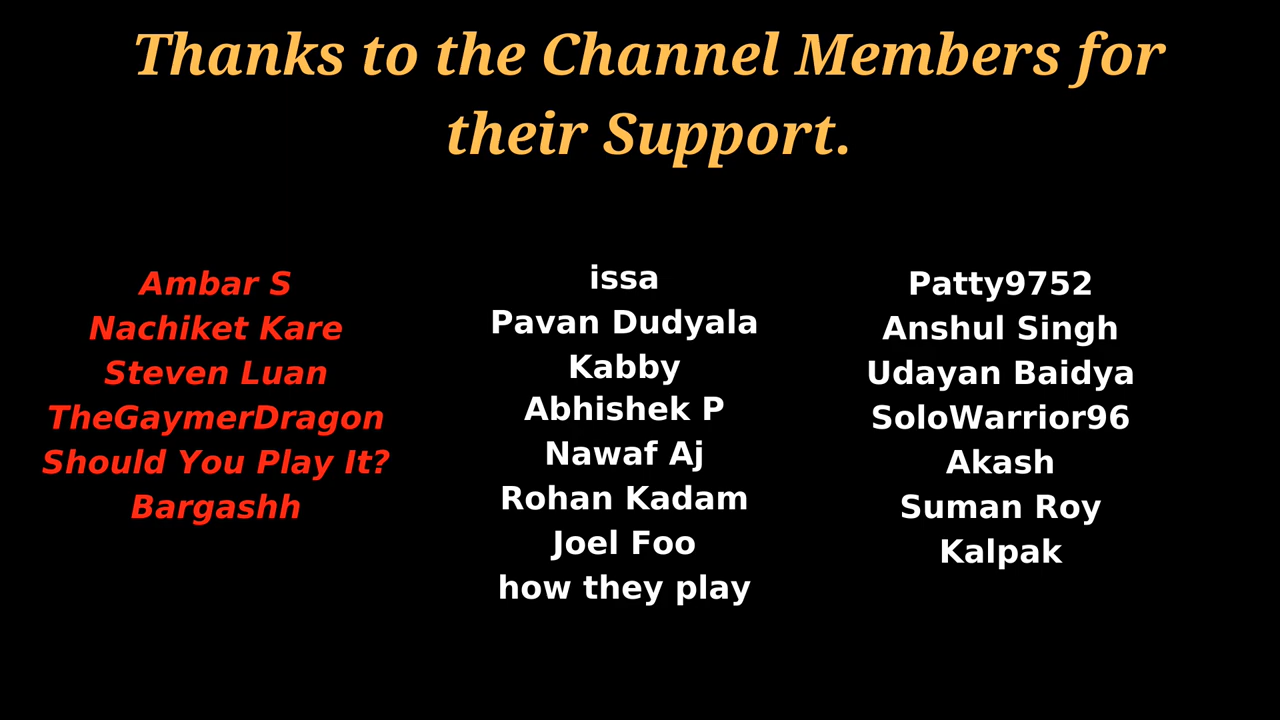 Thanks to the Channel Members for
their Support.
Ambar S
Nachiket Kare
Steven Luan
TheGaymerDragon
Should You Play It?
Bargashh
issa
Pavan Dudyala
Kabby
Abhishek P
Nawaf Aj
Rohan Kadam
Joel Foo
how they play
Patty9752
Anshul Singh
Udayan Baidya
SoloWarrior96
Akash
Suman Roy
Kalpak